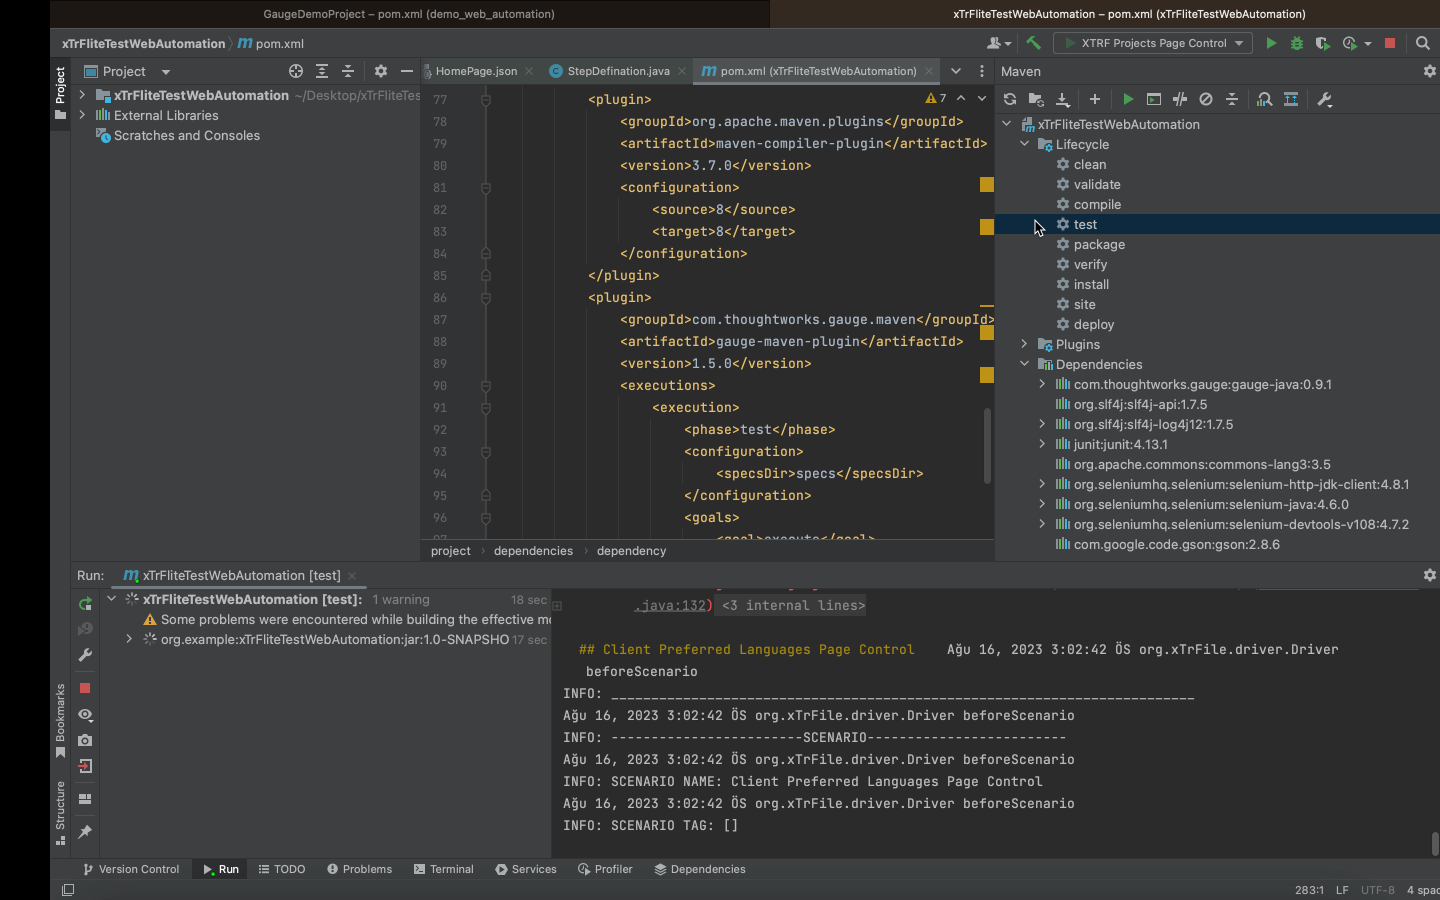 GaugeDemoProject – pom.xml (demo_web_automation)
xTrFliteTestWebAutomation – pom.xml (xTrFliteTestWebAutomation)
xTrFliteTestWebAutomation
m pom.xml
XTRF Projects Page Control
Project
Project
HomePage.json
StepDefination.java
m pom.xml (xTrFliteTestWebAutomation)
Maven
xTrFliteTestWebAutomation ~/Desktop/xTrFliteTes
External Libraries
Scratches and Consoles
7
77 <plugin>
78 <groupId>org.apache.maven.plugins</groupId>
79 <artifactId>maven-compiler-plugin</artifactId>
80 <version>3.7.0</version>
81 <configuration>
82 <source>8</source>
83 <target>8</target>
84 </configuration>
85 </plugin>
86 <plugin>
87 <groupId>com.thoughtworks.gauge.maven</groupId>
88 <artifactId>gauge-maven-plugin</artifactId>
89 <version>1.5.0</version>
90 <executions>
91 <execution>
92 <phase>test</phase>
93 <configuration>
94 <specsDir>specs</specsDir>
95 </configuration>
96 <goals>
97 <goal>execute</goal>
project
dependencies
dependency
xTrFliteTestWebAutomation
Lifecycle
clean
validate
compile
test
package
verify
install
site
deploy
Plugins
Dependencies
com.thoughtworks.gauge:gauge-java:0.9.1
org.slf4j:slf4j-api:1.7.5
org.slf4j:slf4j-log4j12:1.7.5
junit:junit:4.13.1
org.apache.commons:commons-lang3:3.5
org.seleniumhq.selenium:selenium-http-jdk-client:4.8.1
org.seleniumhq.selenium:selenium-java:4.6.0
org.seleniumhq.selenium:selenium-devtools-v108:4.7.2
com.google.code.gson:gson:2.8.6
Run:
m xTrFliteTestWebAutomation [test]
xTrFliteTestWebAutomation [test]: 1 warning 18 sec
Some problems were encountered while building the effective mo
org.example:xTrFliteTestWebAutomation:jar:1.0-SNAPSHO 17 sec
.java:132) <3 internal lines>
## Client Preferred Languages Page Control Ağu 16, 2023 3:02:42 ÖS org.xTrFile.driver.Driver
beforeScenario
INFO: _________________________________________________________________________
Ağu 16, 2023 3:02:42 ÖS org.xTrFile.driver.Driver beforeScenario
INFO: ------------------------SCENARIO-------------------------
Ağu 16, 2023 3:02:42 ÖS org.xTrFile.driver.Driver beforeScenario
INFO: SCENARIO NAME: Client Preferred Languages Page Control
Ağu 16, 2023 3:02:42 ÖS org.xTrFile.driver.Driver beforeScenario
INFO: SCENARIO TAG: []
Bookmarks
Structure
Version Control
Run
TODO
Problems
Terminal
Services
Profiler
Dependencies
283:1 LF UTF-8 4 spac